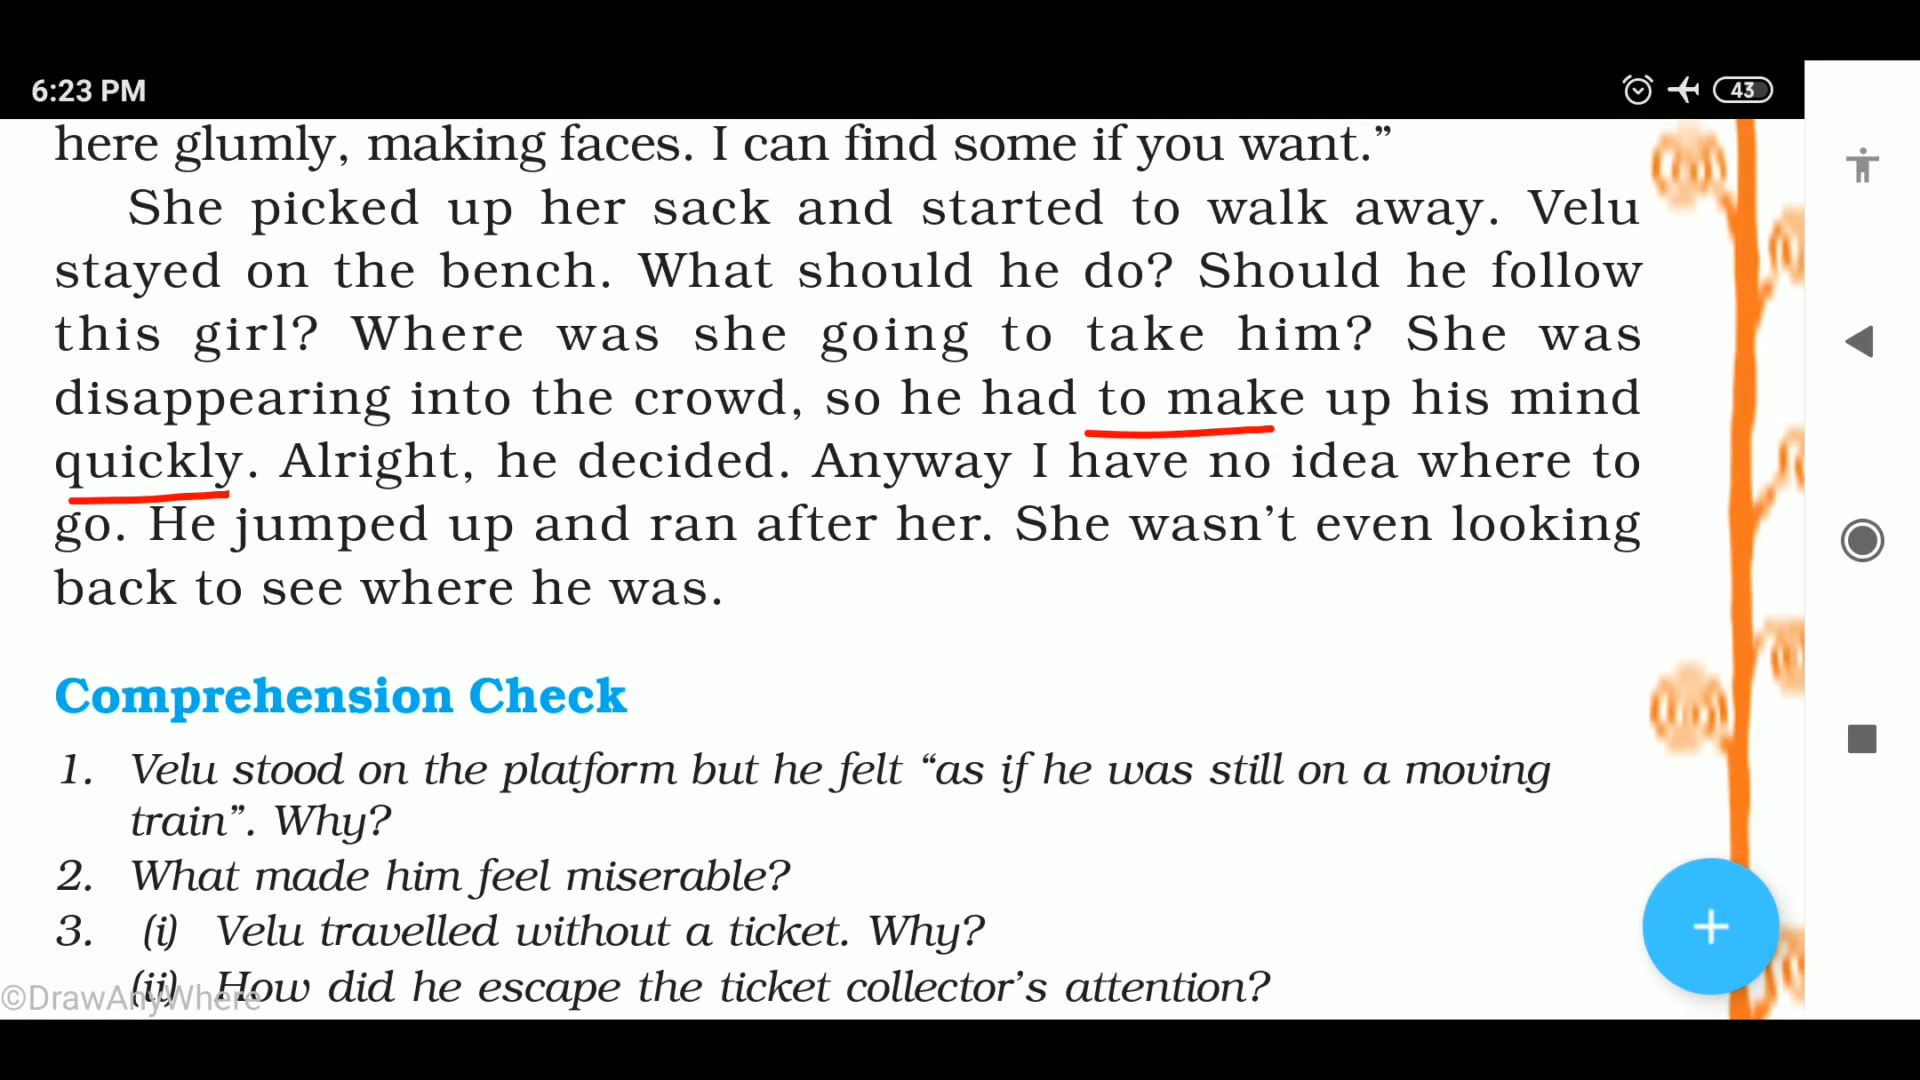 6:23 PM
43
here glumly, making faces. I can find some if you want.”
She picked up her sack and started to walk away. Velu
stayed on the bench. What should he do? Should he follow
this girl? Where was she going to take him? She was
disappearing into the crowd, so he had to make up his mind
quickly. Alright, he decided. Anyway I have no idea where to
go. He jumped up and ran after her. She wasn’t even looking
back to see where he was.
Comprehension Check
1. Velu stood on the platform but he felt “as if he was still on a moving
train”. Why?
2. What made him feel miserable?
3. (i) Velu travelled without a ticket. Why?
(ii) How did he escape the ticket collector’s attention?
©DrawAnyWhere